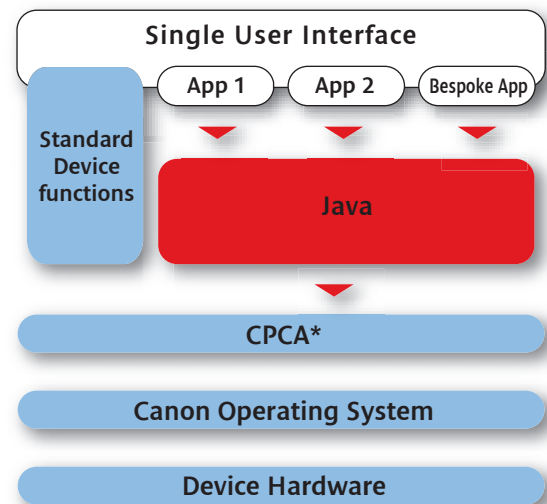 Single User Interface
App 1
App 2
Bespoke App
Standard
Device
functions
Java
CPCA*
Canon Operating System
Device Hardware